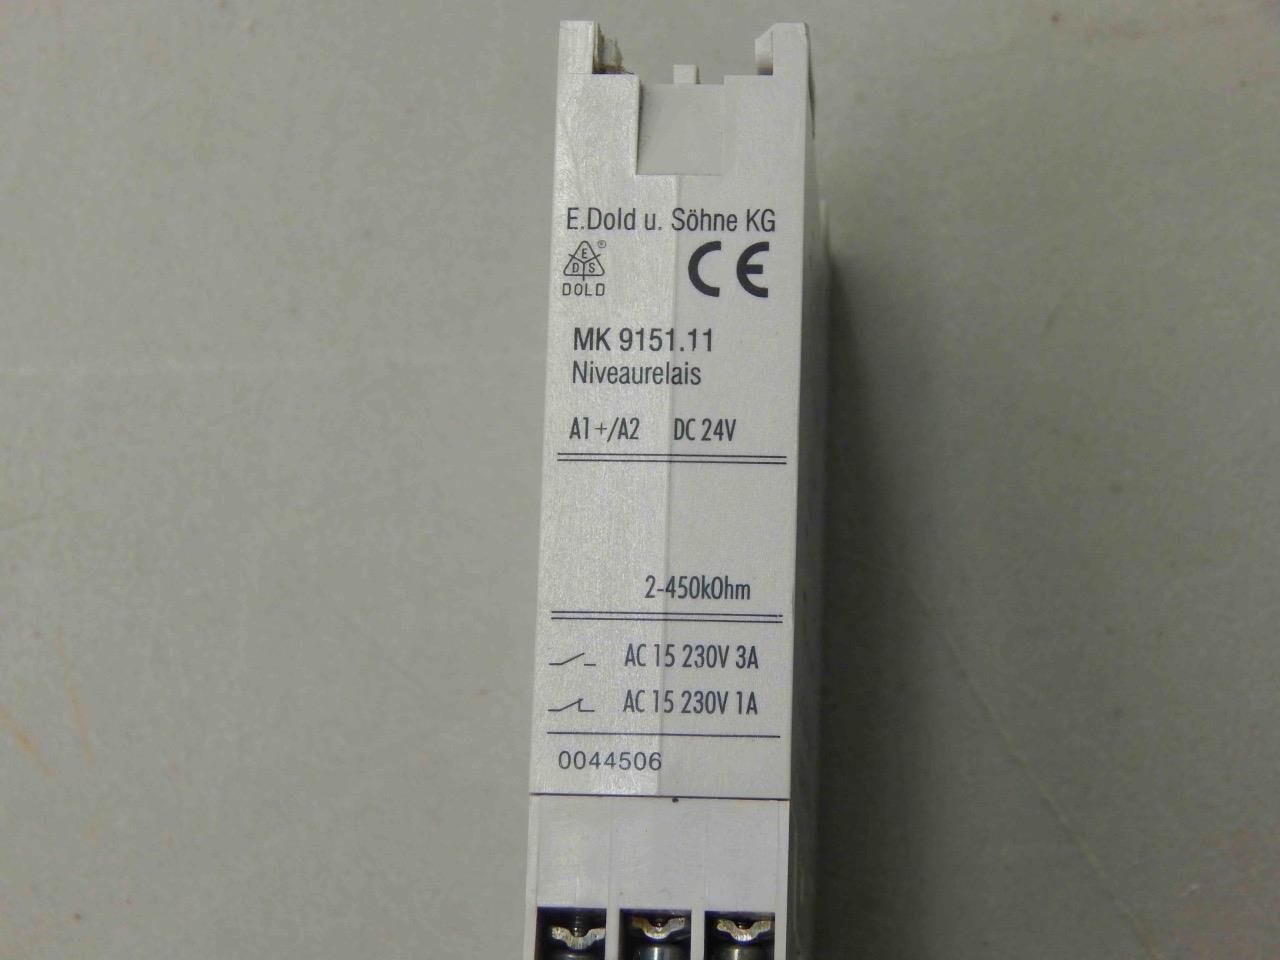 E.Dold u. Söhne KG
E
D S ®
DOLD
CE
MK 9151.11
Niveaurelais
A1+/A2 DC 24V
2-450kOhm
AC 15 230V 3A
AC 15 230V 1A
0044506